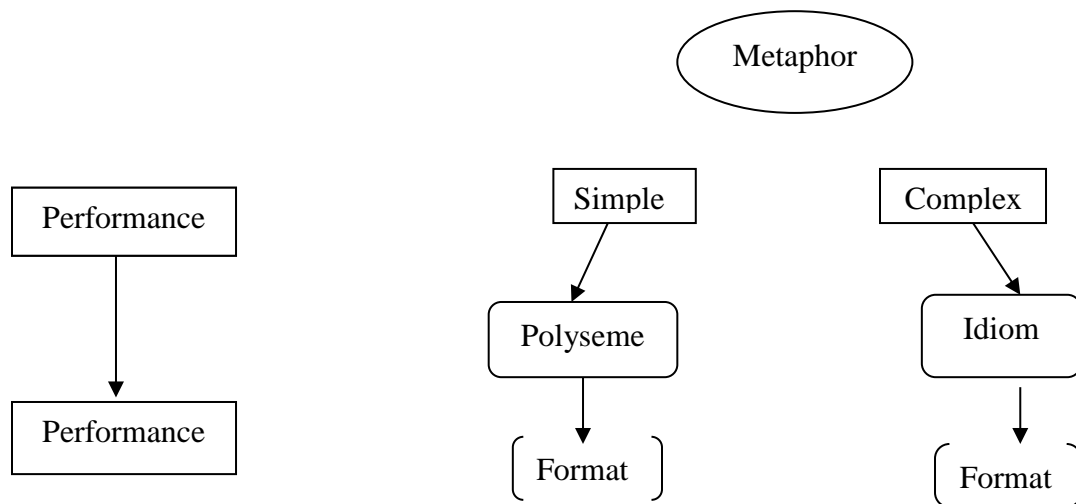 Metaphor
Simple
Complex
Performance
Polyseme
Idiom
Performance
Format
Format